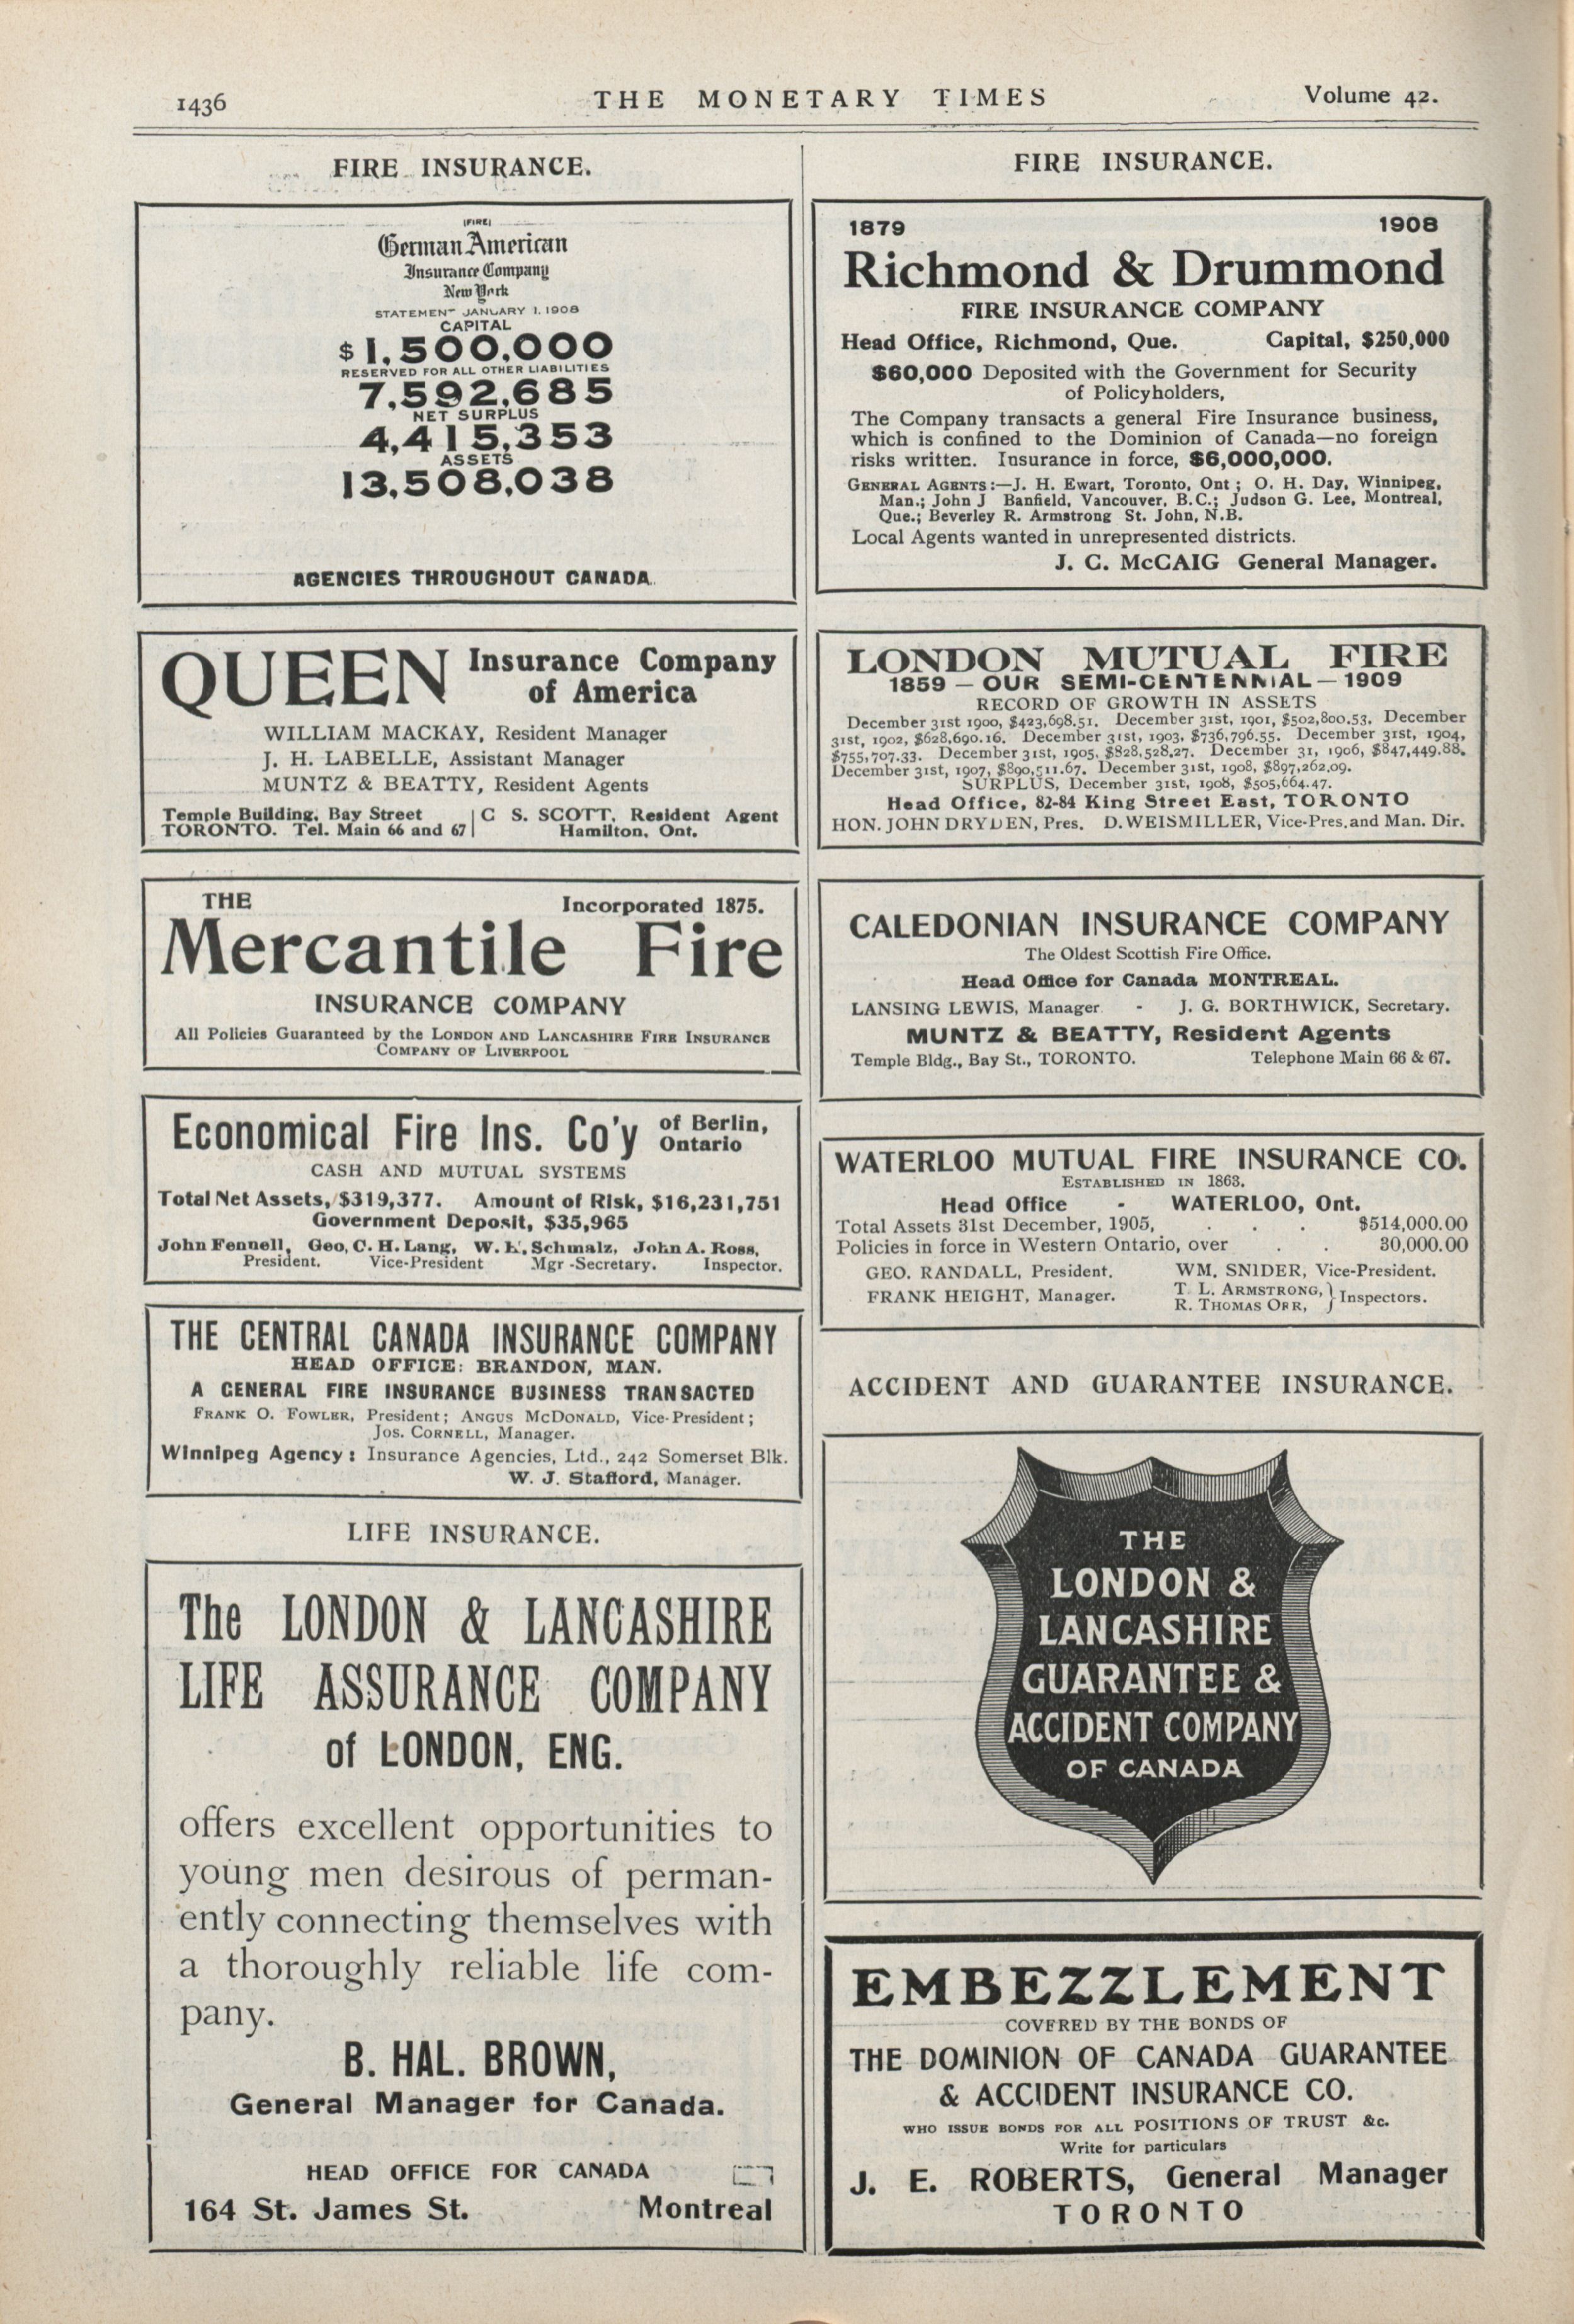 1436
THE MONETARY TIMES
Volume 42.
FIRE INSURANCE.
(FIRE)
German American
Insurance Company
New York
STATEMENT JANUARY 1, 1908
CAPITAL
$1,500,000
RESERVED FOR ALL OTHER LIABILITIES
7,592,685
NET SURPLUS
4,415,353
ASSETS
13,508,038
AGENCIES THROUGHOUT CANADA.
QUEEN Insurance Company
of America
WILLIAM MACKAY, Resident Manager
J. H. LABELLE, Assistant Manager
MUNTZ & BEATTY, Resident Agents
Temple Building, Bay Street
TORONTO. Tel. Main 66 and 67
C S. SCOTT, Resident Agent
Hamilton, Ont.
THE Incorporated 1875.
Mercantile Fire
INSURANCE COMPANY
All Policies Guaranteed by the LONDON AND LANCASHIRE FIRE INSURANCE
COMPANY OF LIVERPOOL
Economical Fire Ins. Co'y of Berlin,
Ontario
CASH AND MUTUAL SYSTEMS
Total Net Assets, $319,377. Amount of Risk, $16,231,751
Government Deposit, $35,965
John Fennell, Geo. C. H. Lang, W. H. Schmalz, John A. Ross,
President. Vice-President Mgr-Secretary. Inspector.
THE CENTRAL CANADA INSURANCE COMPANY
HEAD OFFICE: BRANDON, MAN.
A GENERAL FIRE INSURANCE BUSINESS TRANSACTED
FRANK O. FOWLER, President; ANGUS MCDONALD, Vice-President;
JOS. CORNELL, Manager.
Winnipeg Agency: Insurance Agencies, Ltd., 242 Somerset Blk.
W. J. Stafford, Manager.
LIFE INSURANCE.
The LONDON & LANCASHIRE
LIFE ASSURANCE COMPANY
of LONDON, ENG.
offers excellent opportunities to
young men desirous of perman-
ently connecting themselves with
a thoroughly reliable life com-
pany.
B. HAL. BROWN,
General Manager for Canada.
HEAD OFFICE FOR CANADA
164 St. James St. Montreal
FIRE INSURANCE.
1879 1908
Richmond & Drummond
FIRE INSURANCE COMPANY
Head Office, Richmond, Que. Capital, $250,000
$60,000 Deposited with the Government for Security
of Policyholders,
The Company transacts a general Fire Insurance business,
which is confined to the Dominion of Canada—no foreign
risks written. Insurance in force, $6,000,000.
GENERAL AGENTS:—J. H. Ewart, Toronto, Ont; O. H. Day, Winnipeg,
Man.; John J Banfield, Vancouver, B.C.; Judson G. Lee, Montreal,
Que.; Beverley R. Armstrong St. John, N.B.
Local Agents wanted in unrepresented districts.
J. C. McCAIG General Manager.
LONDON MUTUAL FIRE
1859 — OUR SEMI-CENTENNIAL — 1909
RECORD OF GROWTH IN ASSETS
December 31st 1900, $423,698.51. December 31st, 1901, $502,800.53. December
31st, 1902, $628,690.16. December 31st, 1903, $736,796.55. December 31st, 1904,
$755,707.33. December 31st, 1905, $828,528.27. December 31, 1906, $847,449.88.
December 31st, 1907, $890,511.67. December 31st, 1908, $897,262.09.
SURPLUS, December 31st, 1908, $505,664.47.
Head Office, 82-84 King Street East, TORONTO
HON. JOHN DRYDEN, Pres. D. WEISMILLER, Vice-Pres. and Man. Dir.
CALEDONIAN INSURANCE COMPANY
The Oldest Scottish Fire Office.
Head Office for Canada MONTREAL.
LANSING LEWIS, Manager - J. G. BORTHWICK, Secretary.
MUNTZ & BEATTY, Resident Agents
Temple Bldg., Bay St., TORONTO. Telephone Main 66 & 67.
WATERLOO MUTUAL FIRE INSURANCE CO.
ESTABLISHED IN 1863.
Head Office - WATERLOO, Ont.
Total Assets 31st December, 1905, . . . $514,000.00
Policies in force in Western Ontario, over . . 30,000.00
GEO. RANDALL, President. WM. SNIDER, Vice-President.
FRANK HEIGHT, Manager. T. L. ARMSTRONG,
R. THOMAS ORR, } Inspectors.
ACCIDENT AND GUARANTEE INSURANCE.
THE
LONDON &
LANCASHIRE
GUARANTEE &
ACCIDENT COMPANY
OF CANADA
EMBEZZLEMENT
COVERED BY THE BONDS OF
THE DOMINION OF CANADA GUARANTEE
& ACCIDENT INSURANCE CO.
WHO ISSUE BONDS FOR ALL POSITIONS OF TRUST &c.
Write for particulars
J. E. ROBERTS, General Manager
TORONTO